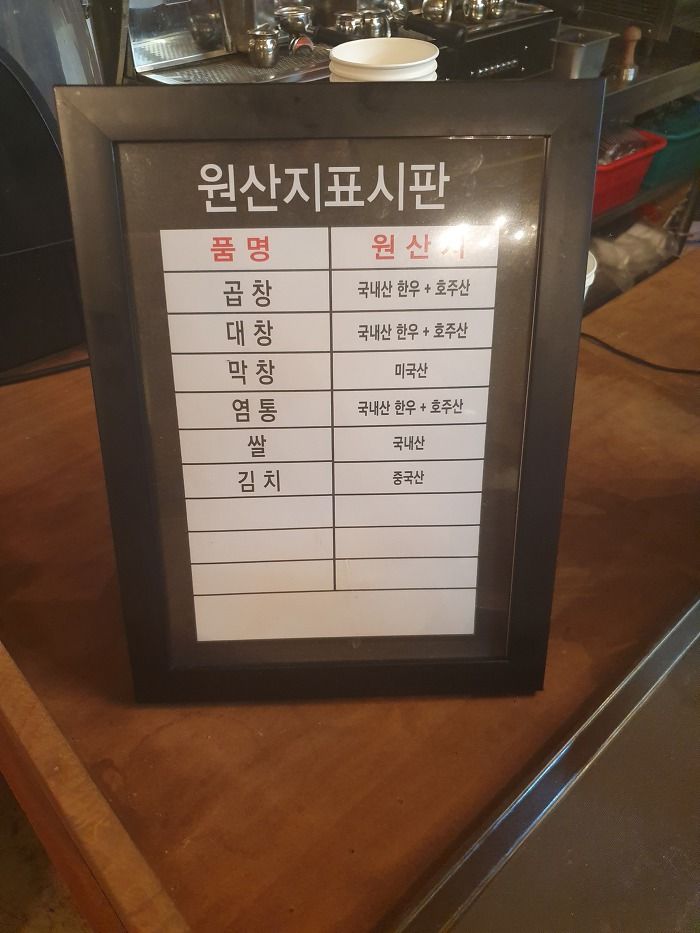 원산지표시판
품명 원산지
곱창 국내산 한우 + 호주산
대창 국내산 한우 + 호주산
막창 미국산
염통 국내산 한우 + 호주산
쌀 국내산
김치 중국산